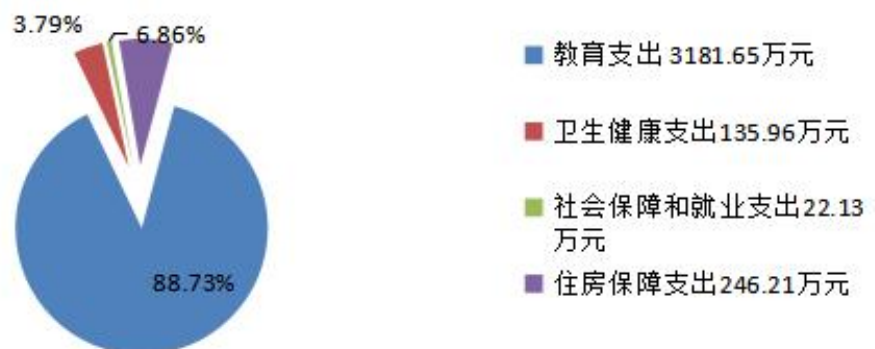 3.79%
6.86%
88.73%
教育支出 3181.65万元
卫生健康支出135.96万元
社会保障和就业支出22.13
万元
住房保障支出246.21万元